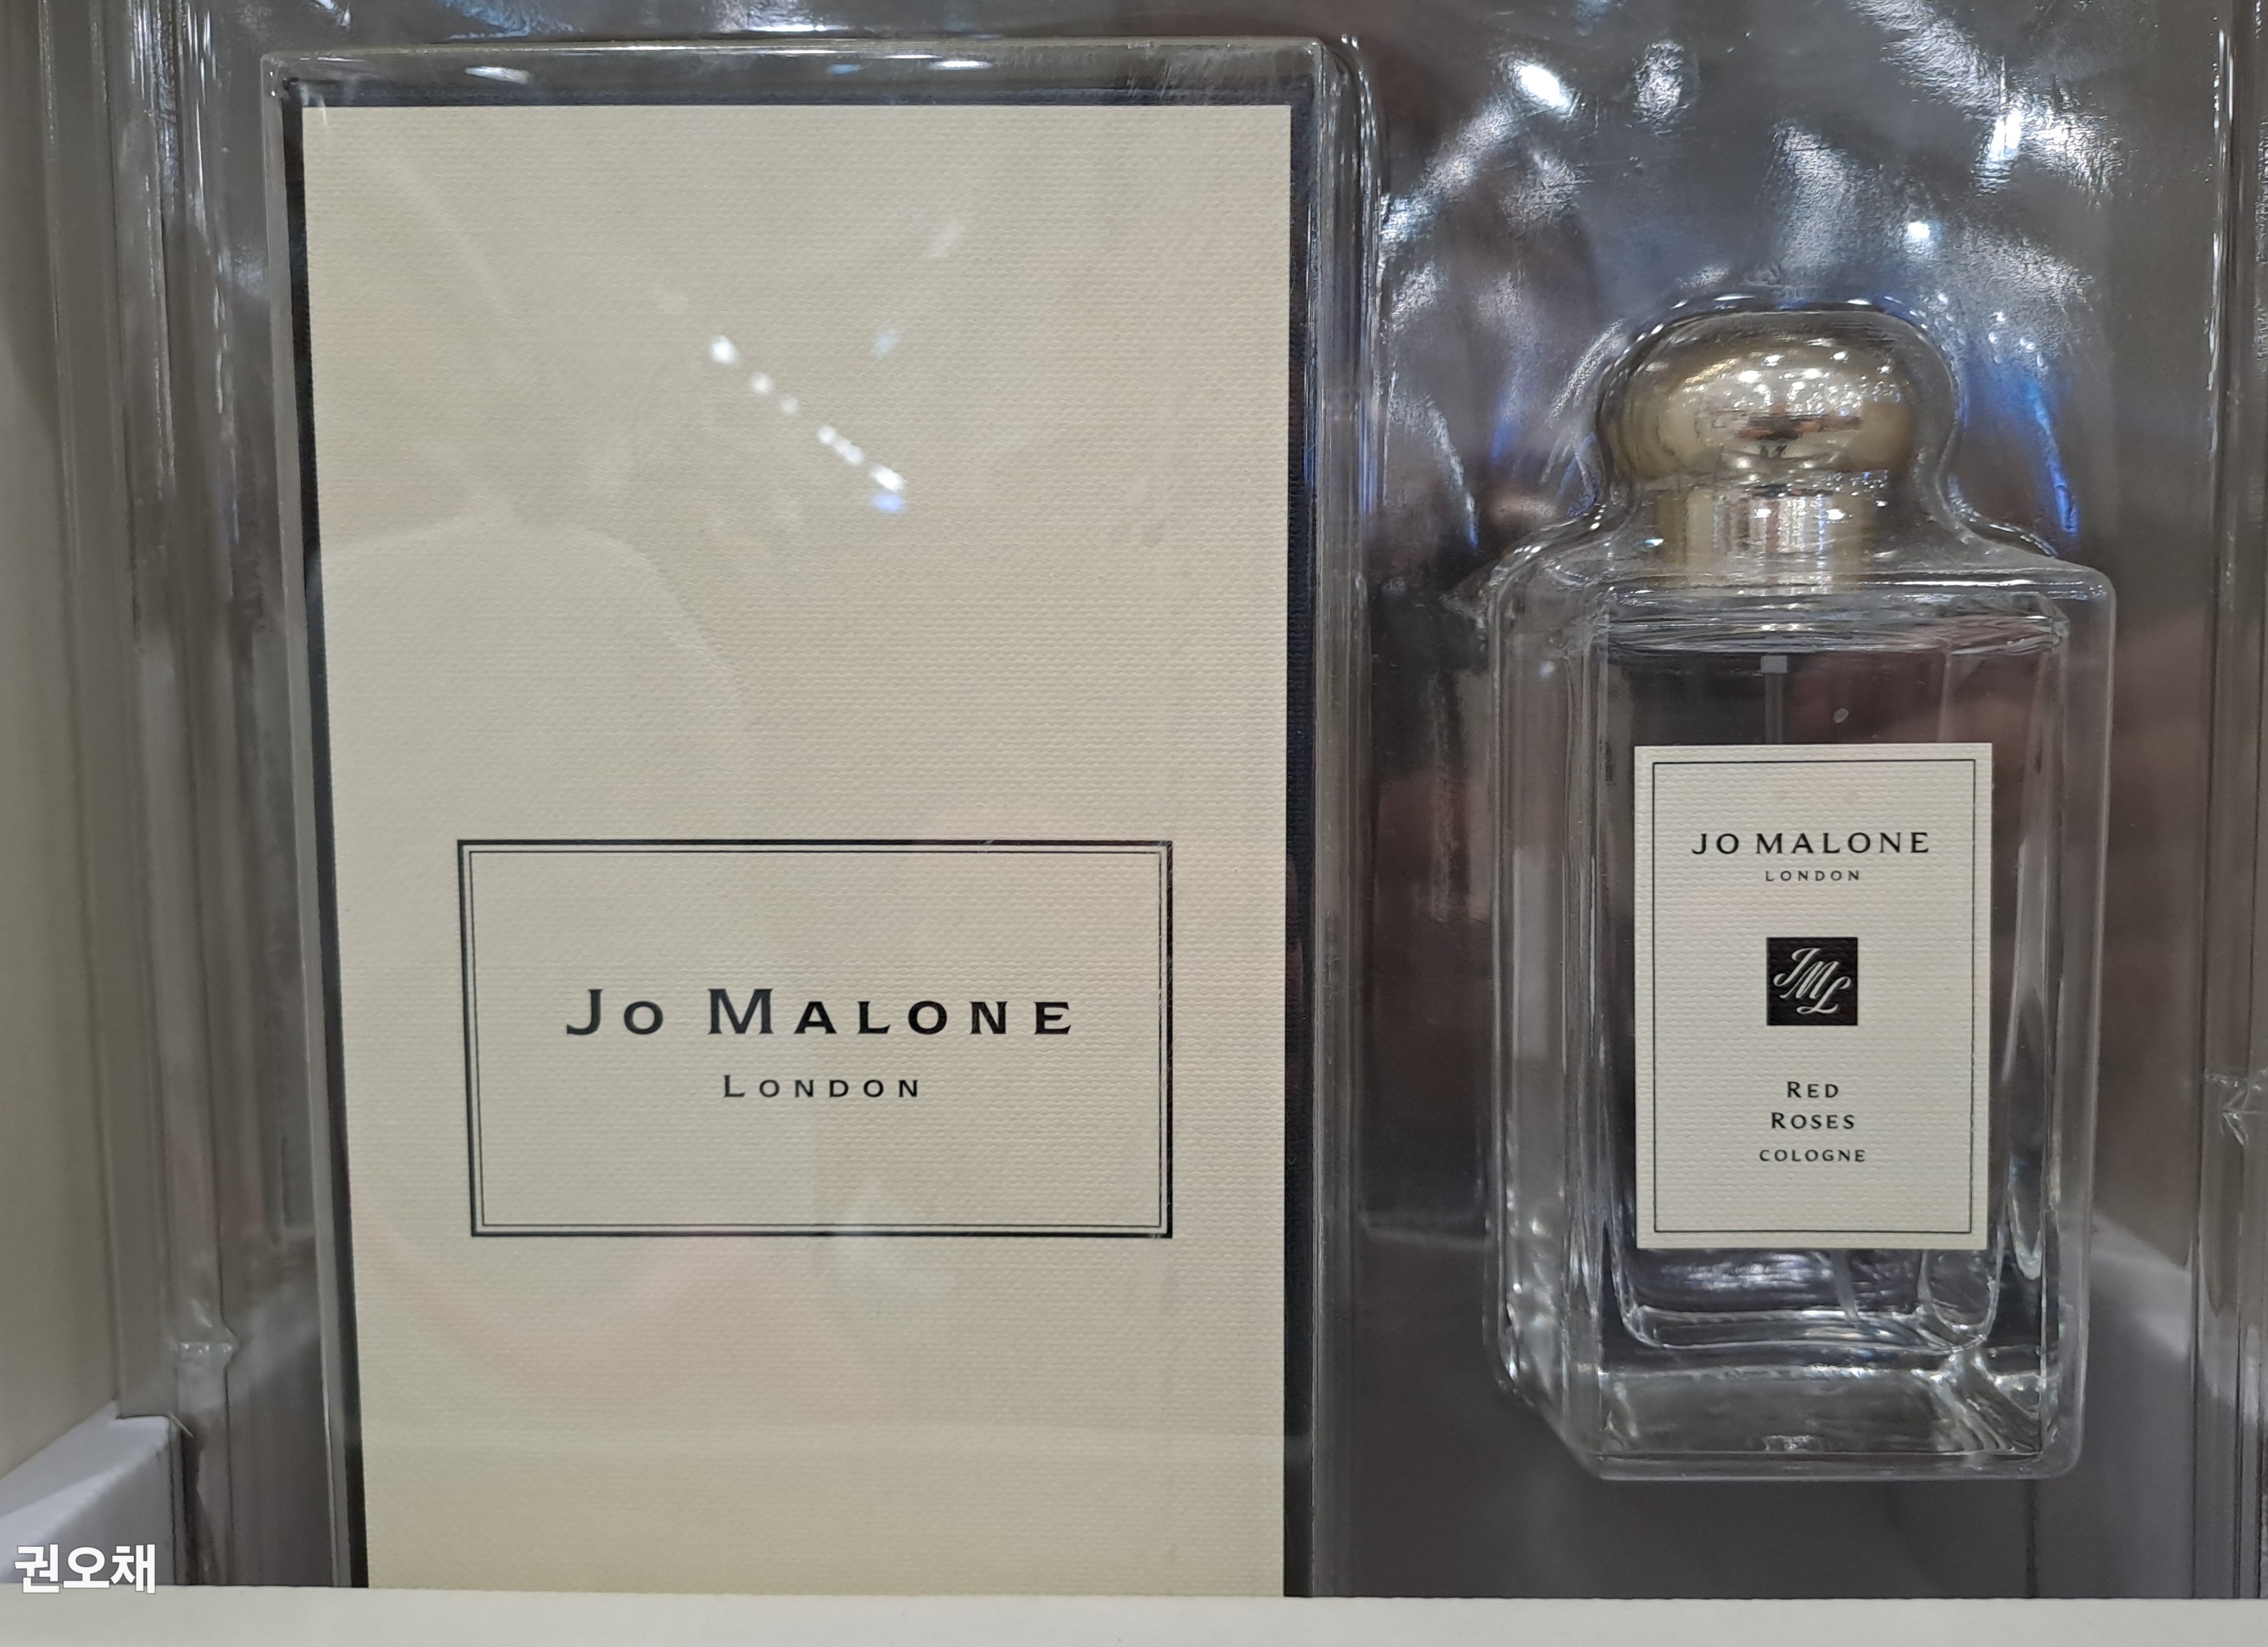 Jo Malone
London
JO MALONE
LONDON
JML
Red
Roses
COLOGNE
권오채